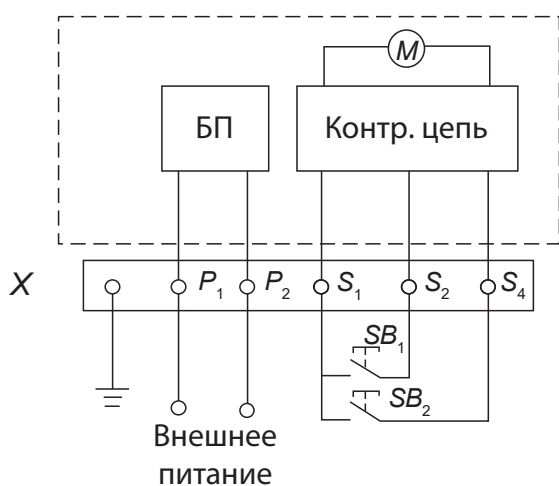 M
БП
Контр. цепь
X
P₁
P₂
S₁
S₂
S₄
SB₁
SB₂
Внешнее
питание